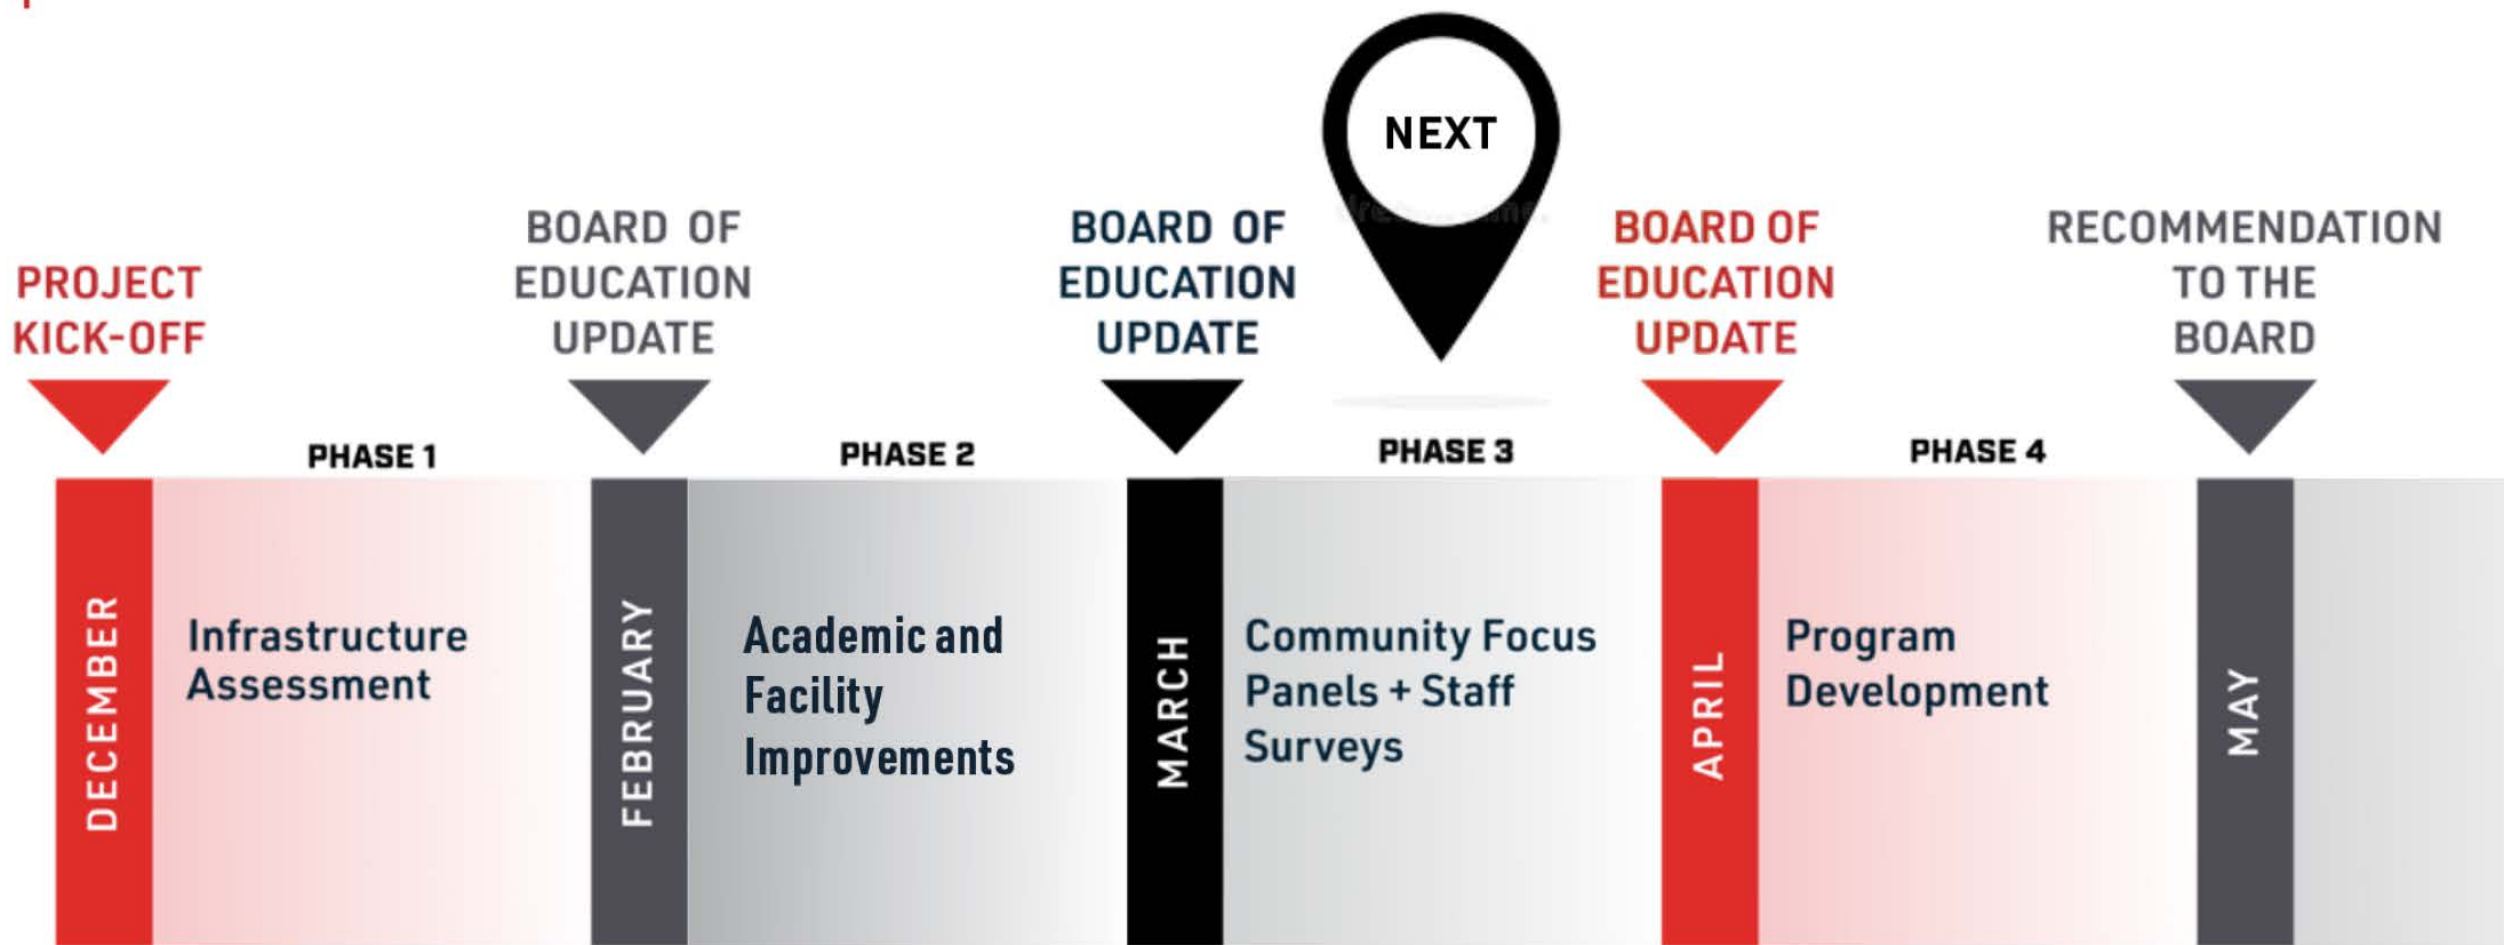 NEXT
PROJECT
KICK-OFF
BOARD OF
EDUCATION
UPDATE
BOARD OF
EDUCATION
UPDATE
BOARD OF
EDUCATION
UPDATE
RECOMMENDATION
TO THE
BOARD
PHASE 1
PHASE 2
PHASE 3
PHASE 4
DECEMBER
Infrastructure
Assessment
FEBRUARY
Academic and
Facility
Improvements
MARCH
Community Focus
Panels + Staff
Surveys
APRIL
Program
Development
MAY